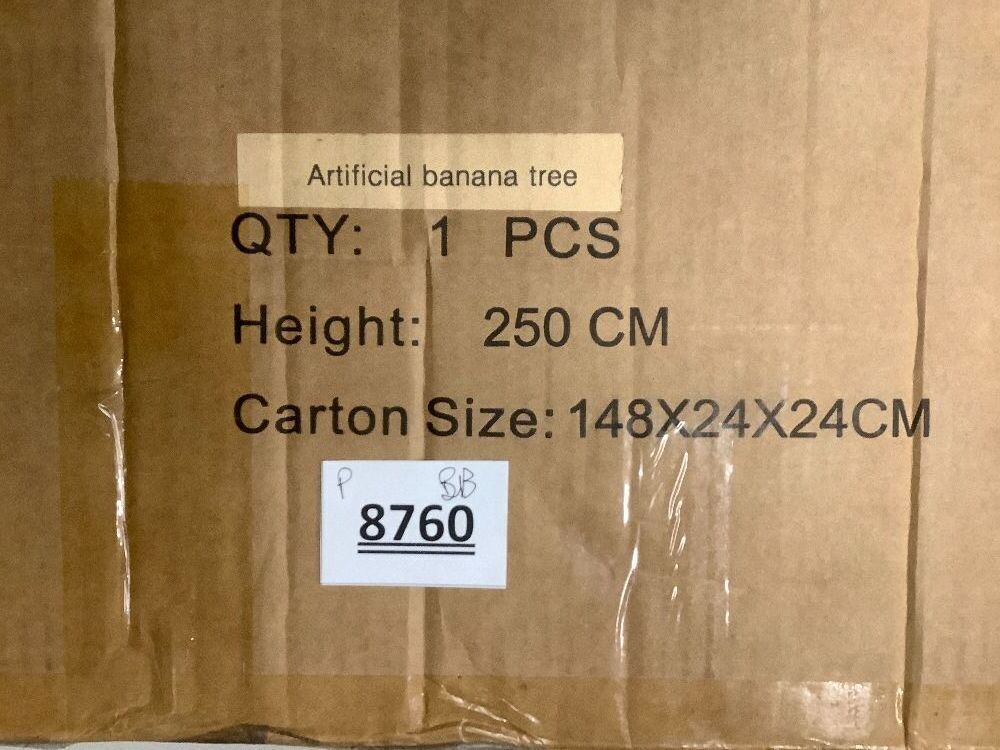 Artificial banana tree
QTY: 1 PCS
Height: 250 CM
Carton Size: 148X24X24CM
P BB
8760